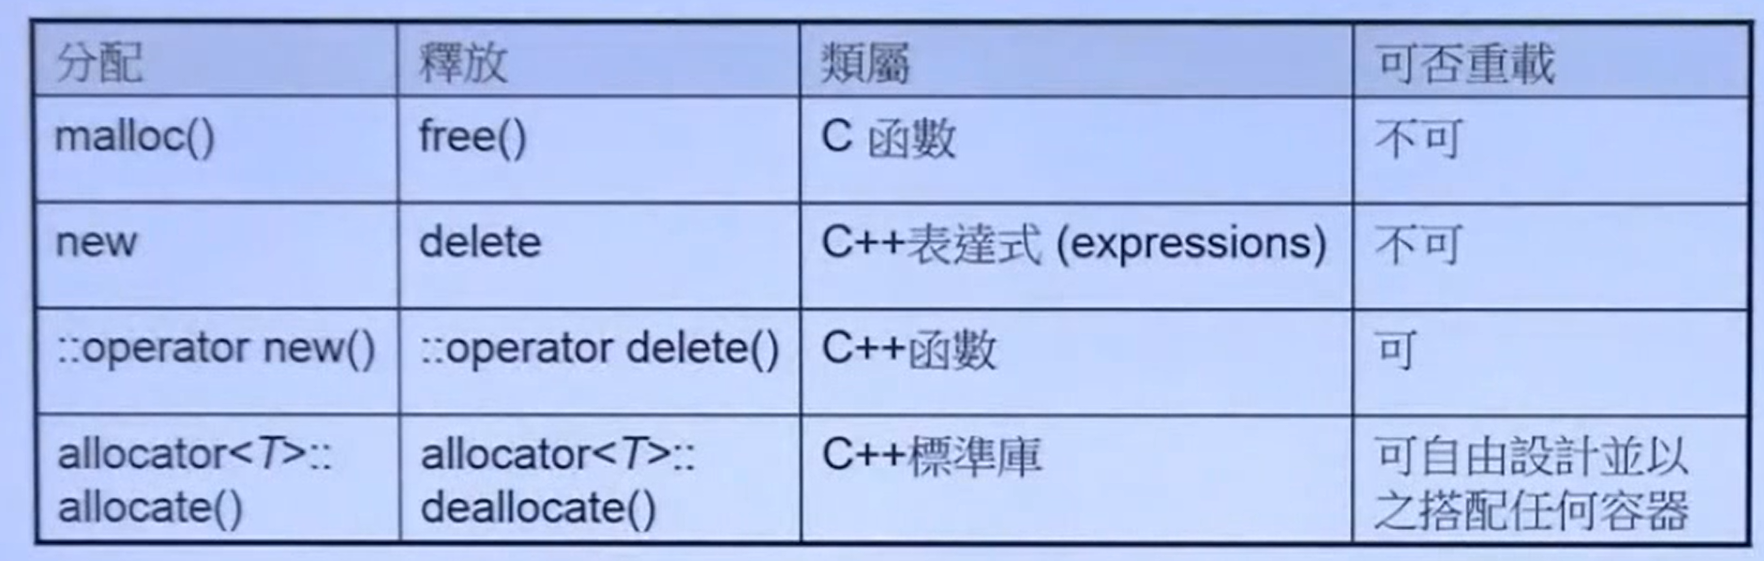 分配 釋放 類屬 可否重載
malloc() free() C 函數 不可
new delete C++表達式 (expressions) 不可
::operator new() ::operator delete() C++函數 可
allocator<T>:: allocator<T>:: C++標準庫 可自由設計並以
allocate() deallocate() 之搭配任何容器